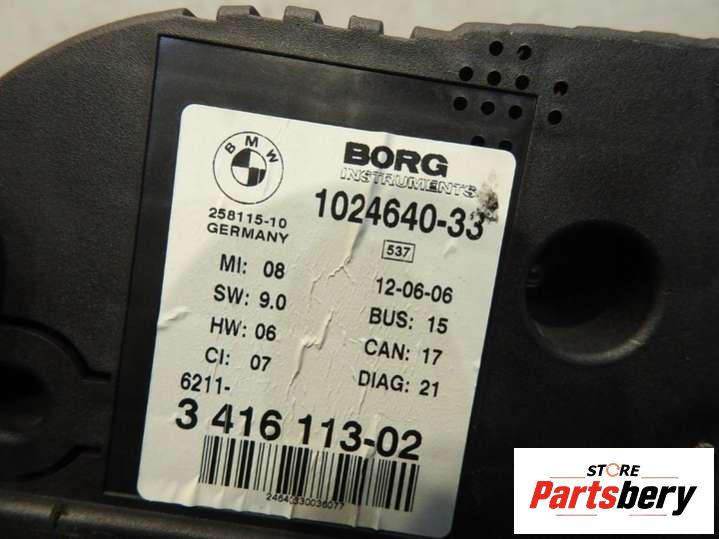 BMW
BORG
INSTRUMENTS
258115-10
GERMANY
1024640-33
537
MI: 08
12-06-06
SW: 9.0
BUS: 15
HW: 06
CAN: 17
CI: 07
DIAG: 21
6211-
3 416 113-02
24640330036077
STORE
Partsbery